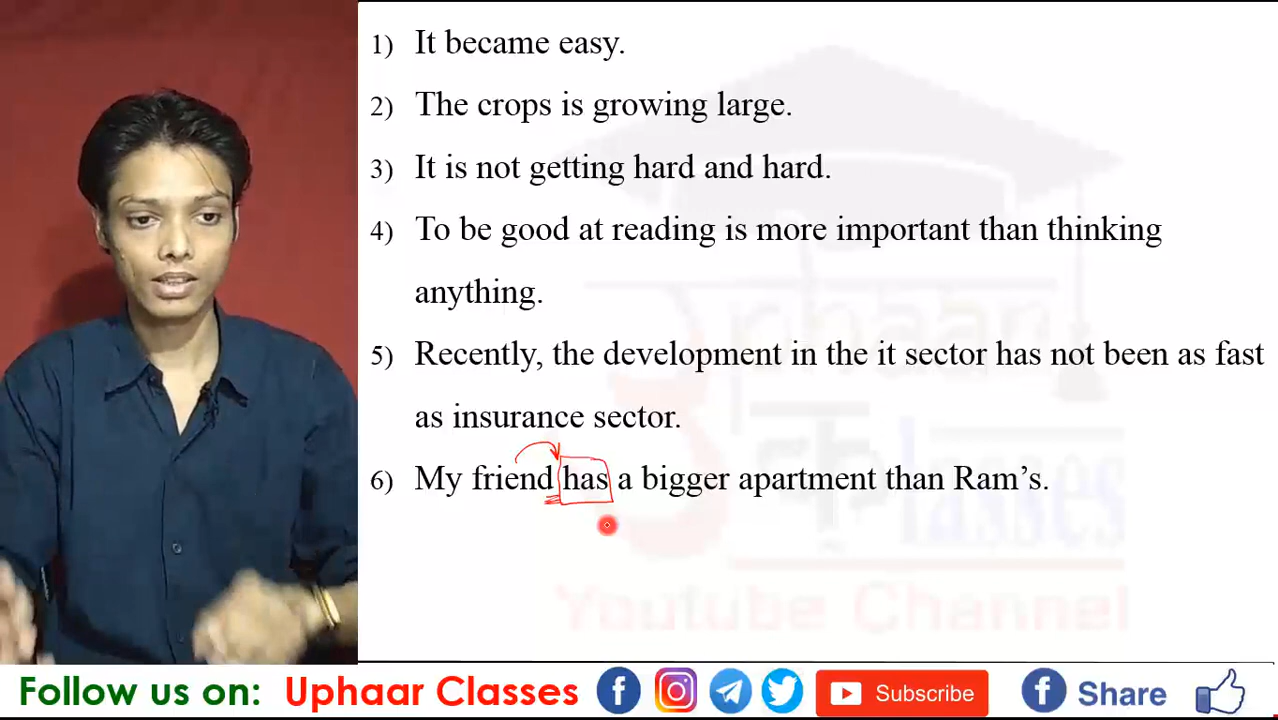 1) It became easy.
2) The crops is growing large.
3) It is not getting hard and hard.
4) To be good at reading is more important than thinking
anything.
5) Recently, the development in the it sector has not been as fast
as insurance sector.
6) My friend has a bigger apartment than Ram’s.
Youtube Channel
Follow us on: Uphaar Classes Subscribe Share